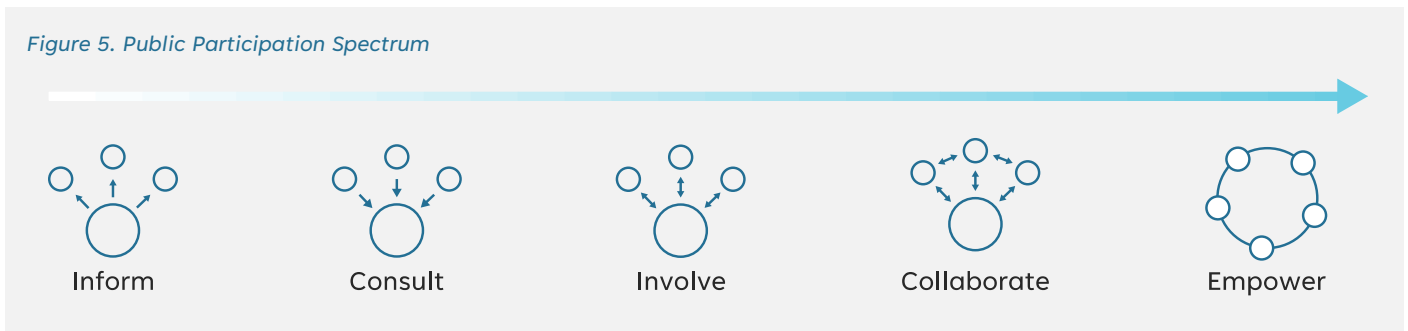 Figure 5. Public Participation Spectrum
Inform
Consult
Involve
Collaborate
Empower